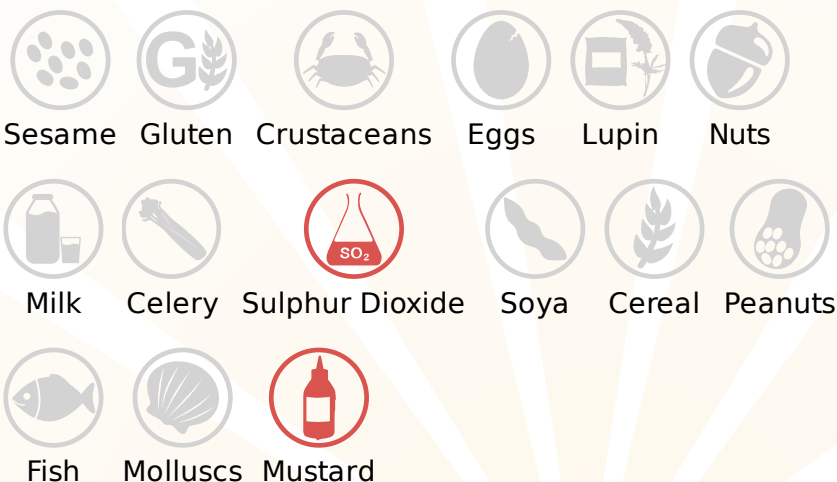 G
Sesame Gluten Crustaceans Eggs Lupin Nuts
SO₂
Milk Celery Sulphur Dioxide Soya Cereal Peanuts
Fish Molluscs Mustard